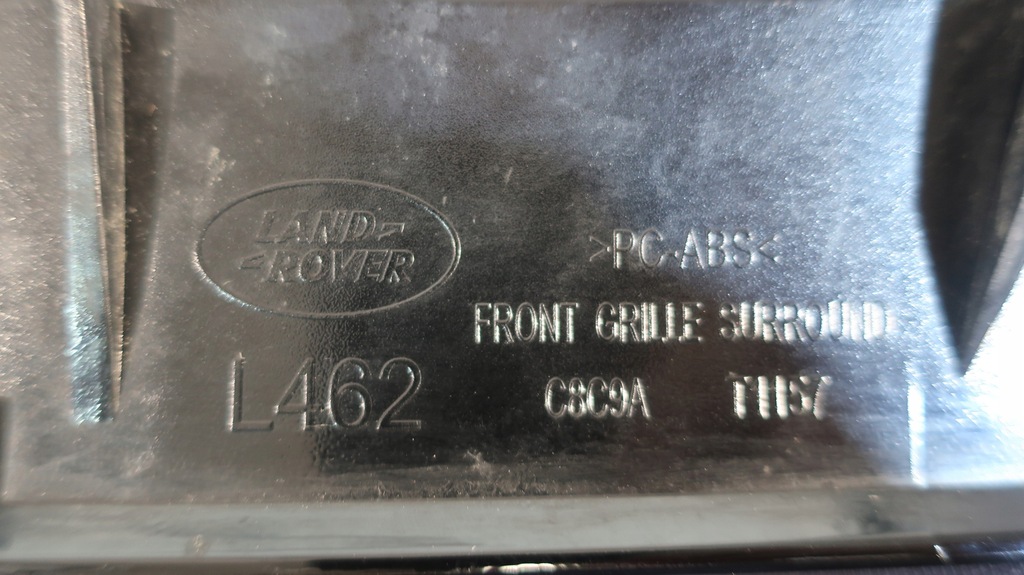 LAND
ROVER
>PC-ABS<
FRONT GRILLE SURROUND
L462
C8C9A